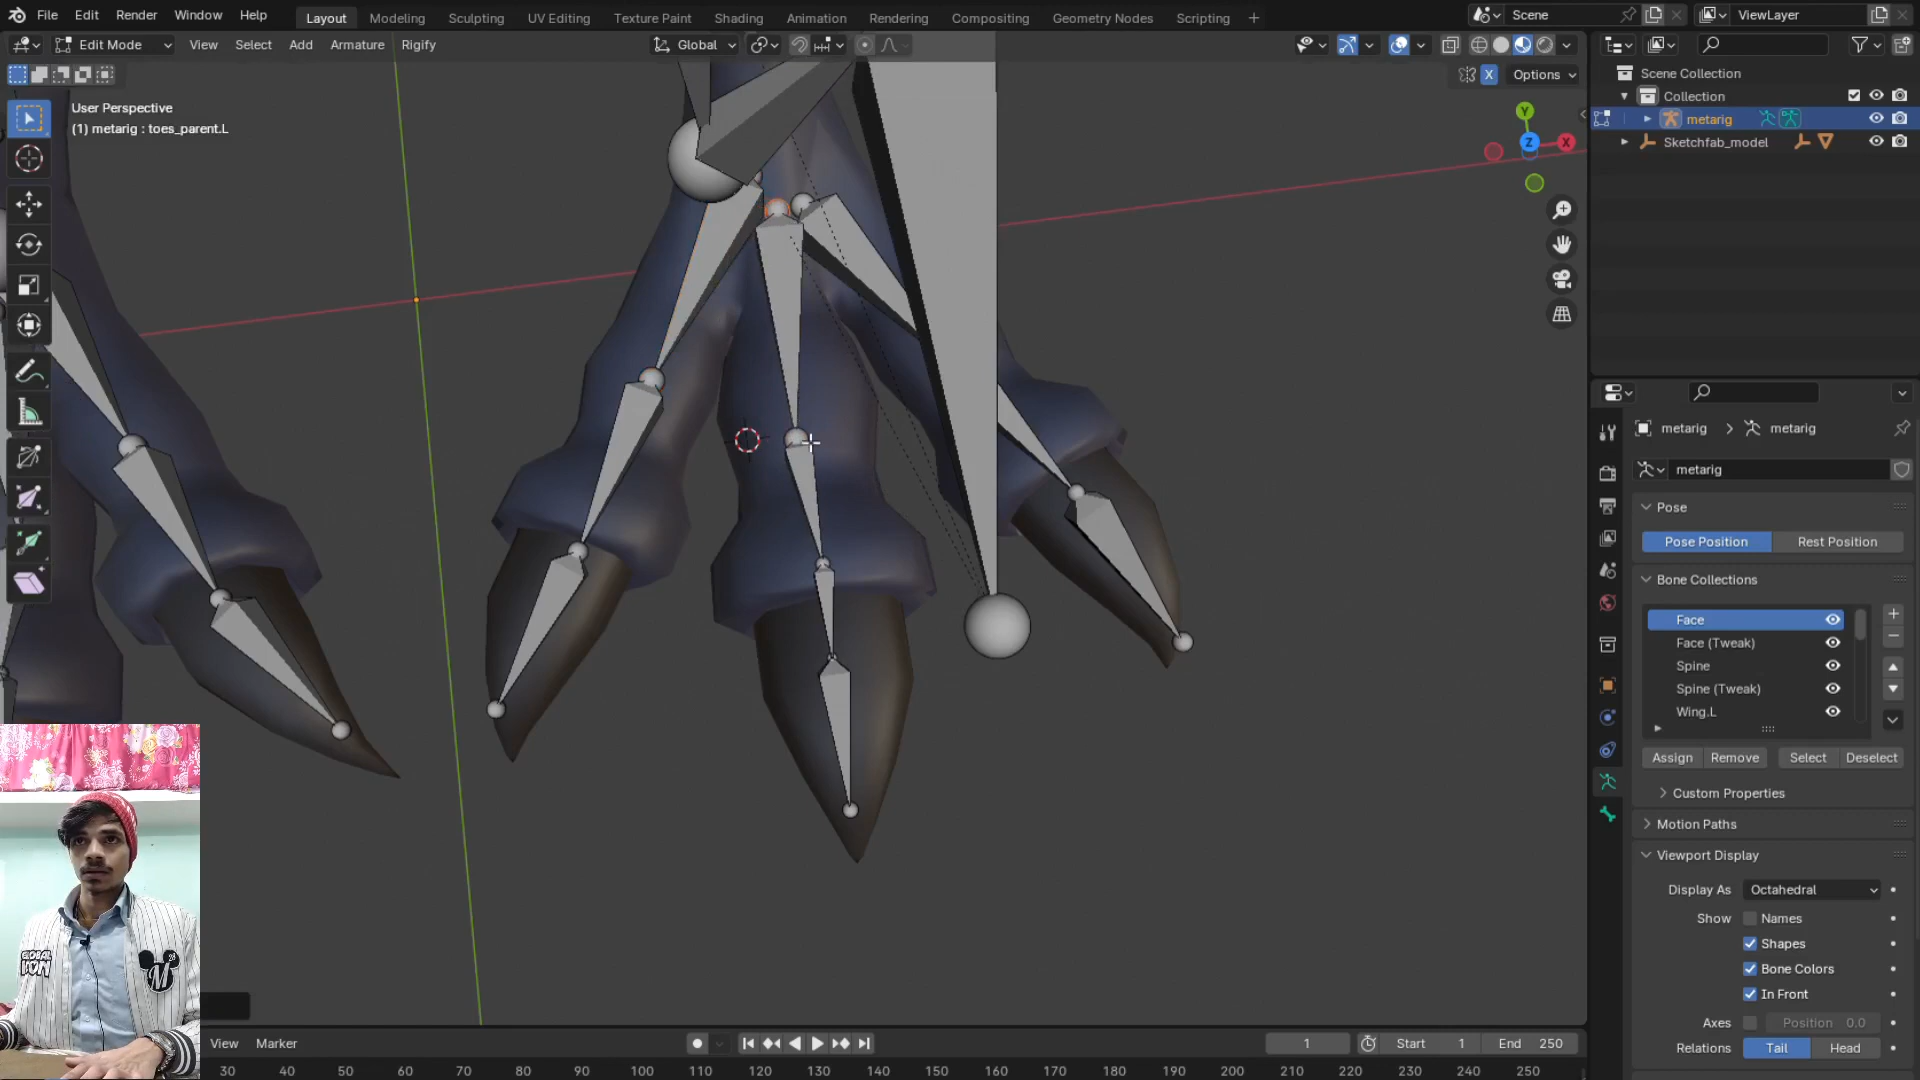 File Edit Render Window Help Layout Modeling Sculpting UV Editing Texture Paint Shading Animation Rendering Compositing Geometry Nodes Scripting + Scene ViewLayer
Edit Mode View Select Add Armature Rigify Global
X Options
User Perspective
(1) metarig : toes_parent.L
Y
X
Z
Scene Collection
Collection
metarig
Sketchfab_model
metarig > metarig
metarig
Pose
Pose Position Rest Position
Bone Collections
Face
Face (Tweak)
Spine
Spine (Tweak)
Wing.L
Assign Remove Select Deselect
Custom Properties
Motion Paths
Viewport Display
Display As Octahedral
Show Names
Shapes
Bone Colors
In Front
Axes Position 0.0
Relations Tail Head
GLOBAL
ICON
M
View Marker 1 Start 1 End 250
30 40 50 60 70 80 90 100 110 120 130 140 150 160 170 180 190 200 210 220 230 240 250